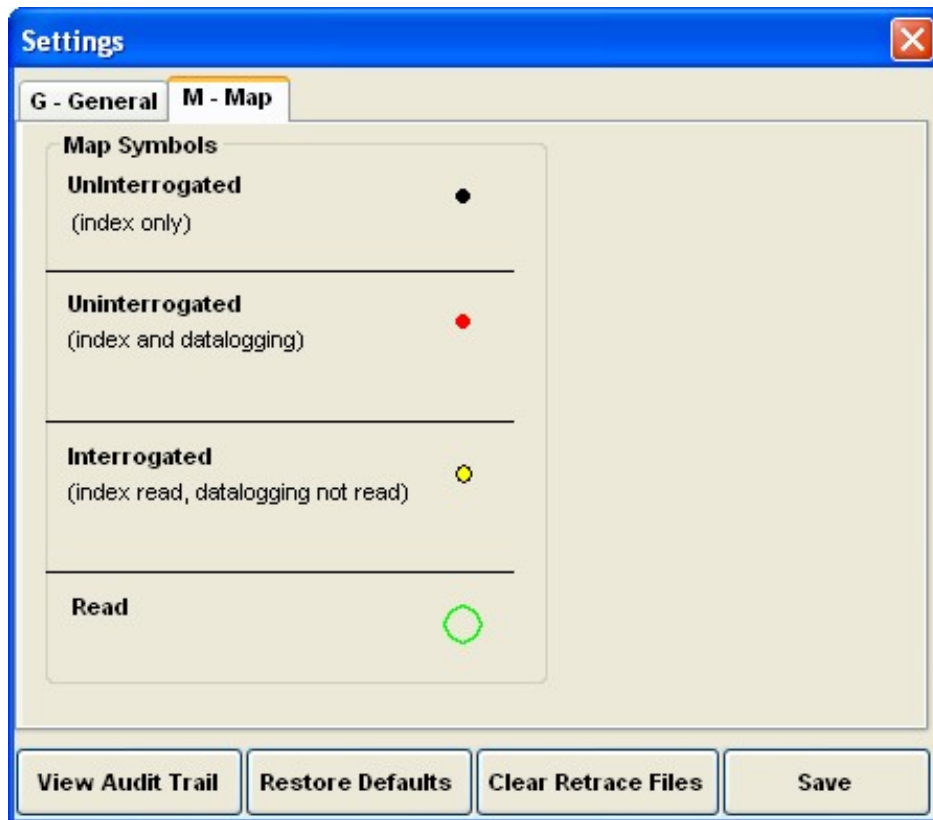 Settings
G - General
M - Map
Map Symbols
UnInterrogated
(index only)
Uninterrogated
(index and datalogging)
Interrogated
(index read, datalogging not read)
Read
View Audit Trail
Restore Defaults
Clear Retrace Files
Save